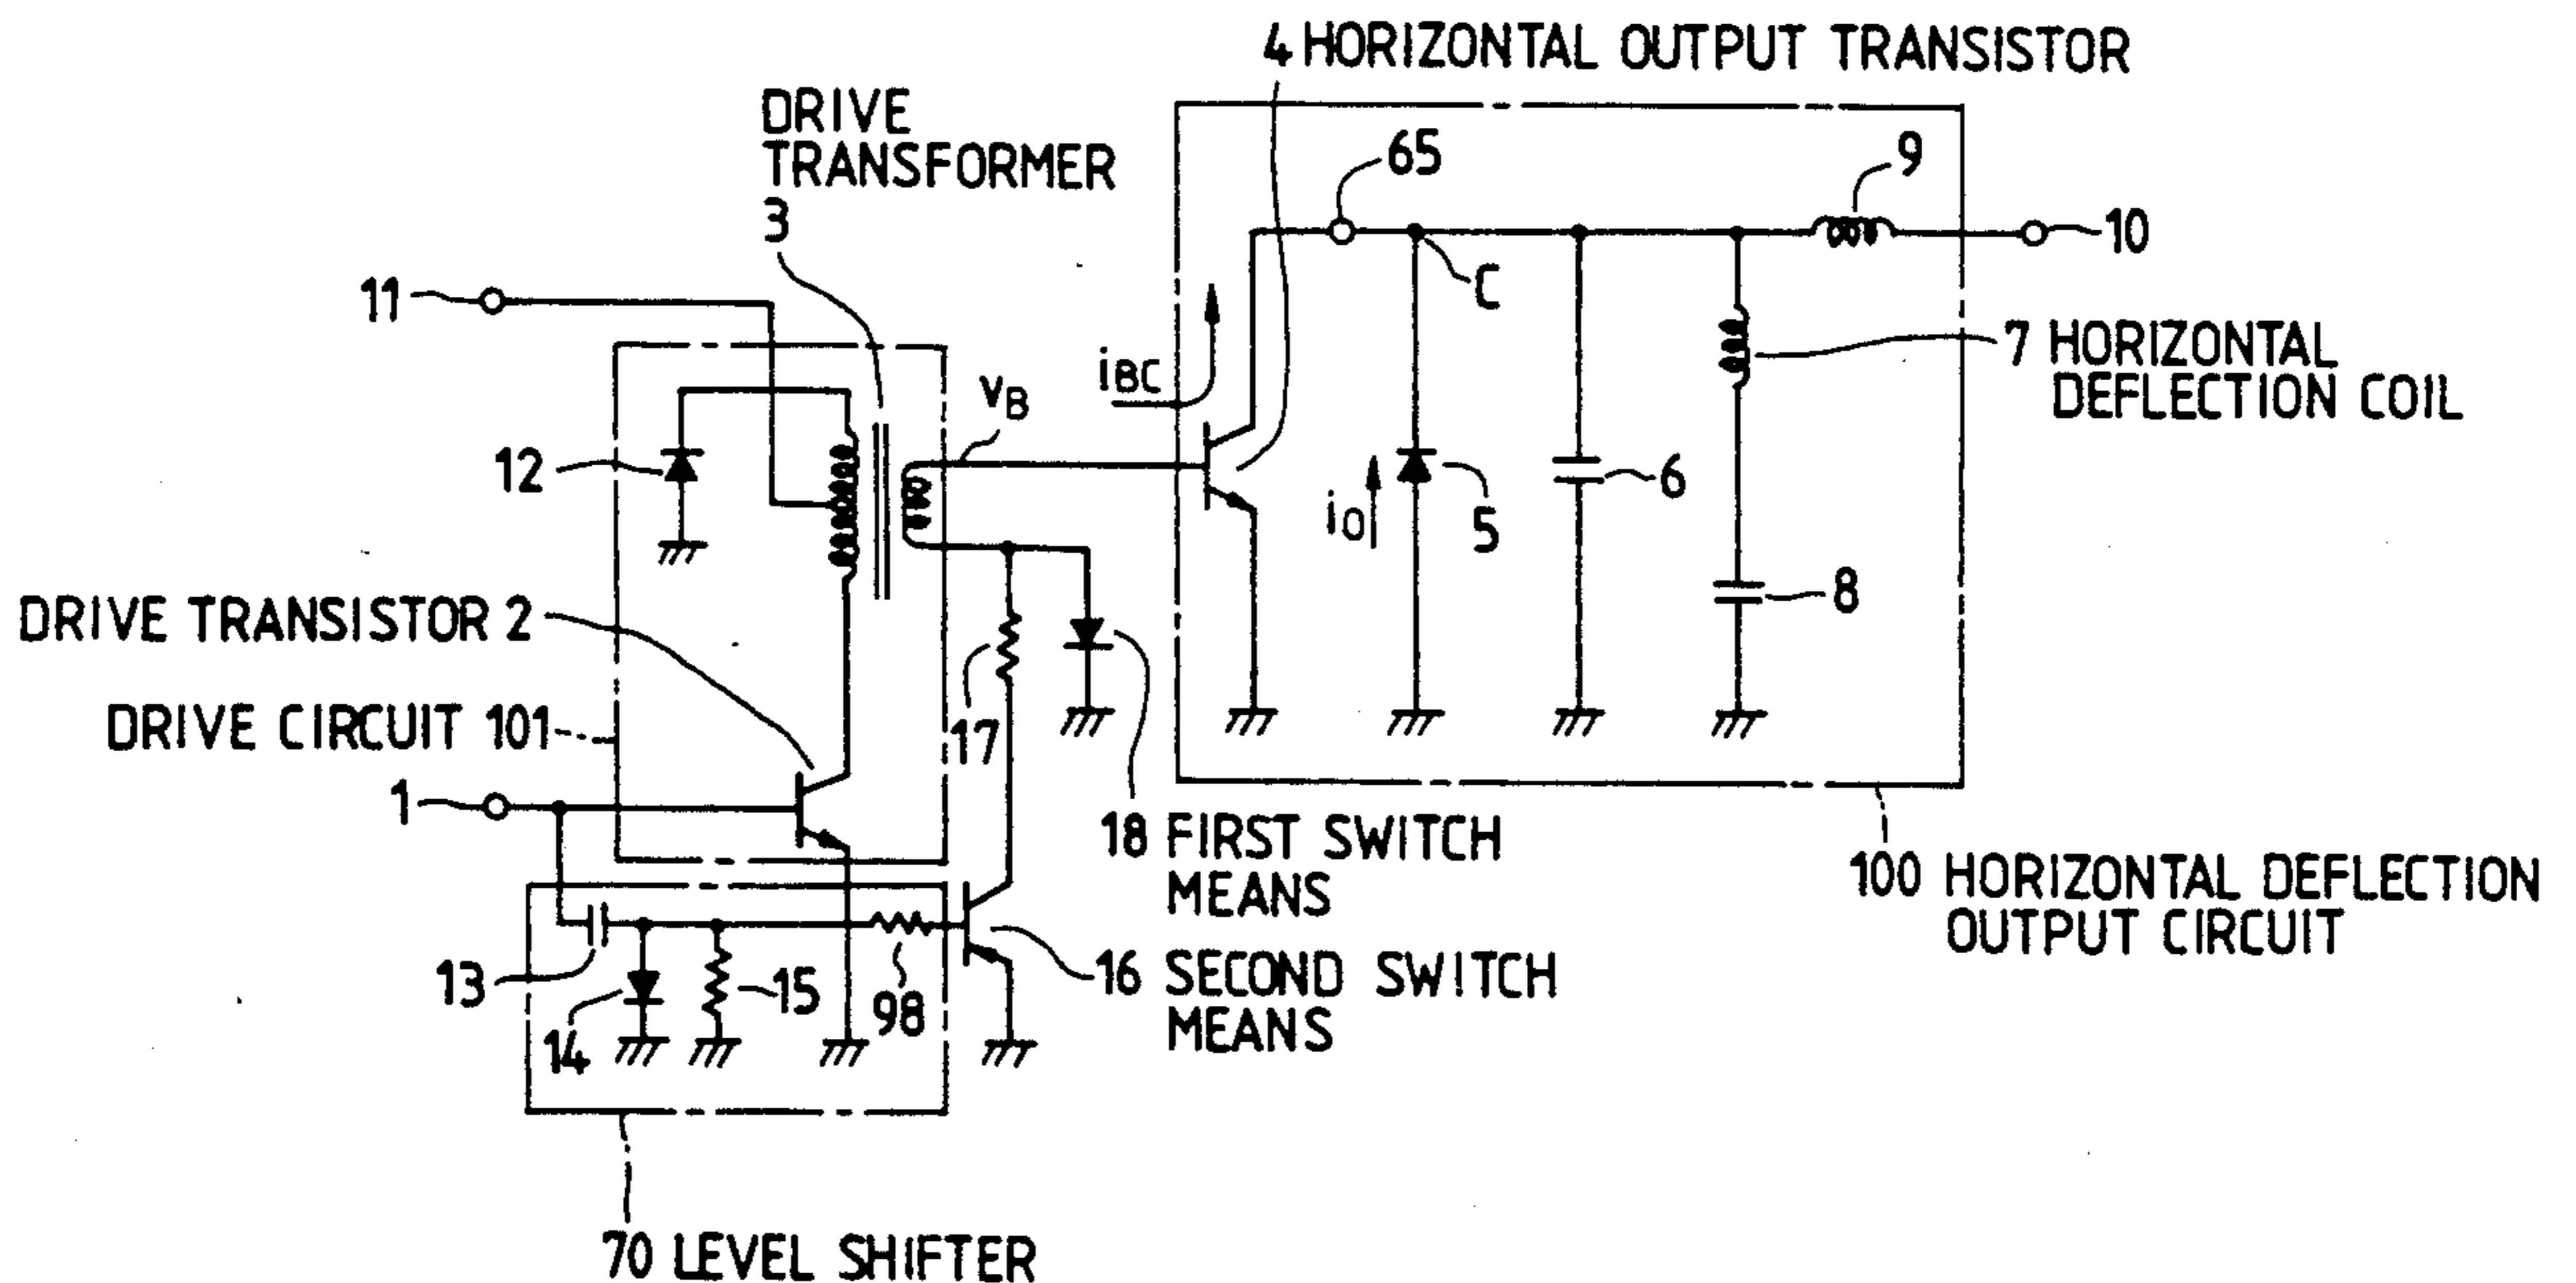 4 HORIZONTAL OUTPUT TRANSISTOR
DRIVE
TRANSFORMER
3
65
9
10
11
C
iBC
vB
7 HORIZONTAL
DEFLECTION COIL
12
iD
5
6
8
DRIVE TRANSISTOR 2
DRIVE CIRCUIT 101
17
1
18 FIRST SWITCH
MEANS
100 HORIZONTAL DEFLECTION
OUTPUT CIRCUIT
13
14
15
98
16 SECOND SWITCH
MEANS
70 LEVEL SHIFTER